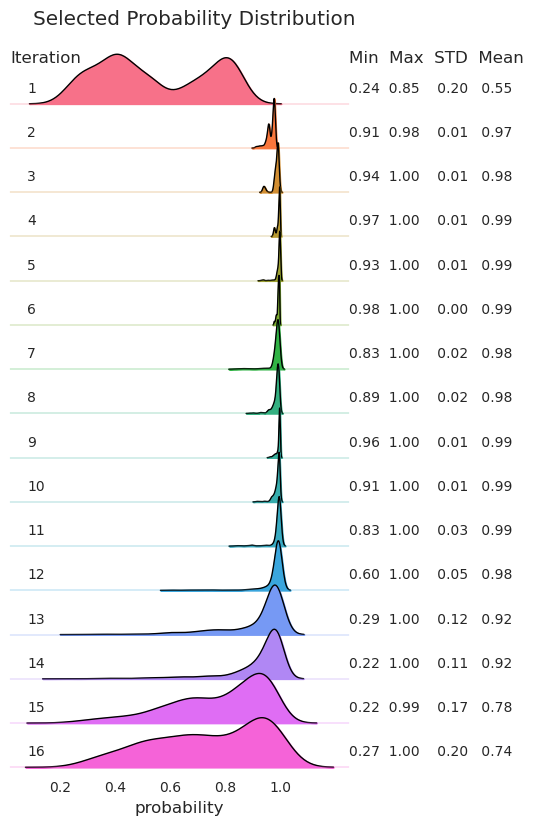 Selected Probability Distribution
Iteration Min Max STD Mean
1 0.24 0.85 0.20 0.55
2 0.91 0.98 0.01 0.97
3 0.94 1.00 0.01 0.98
4 0.97 1.00 0.01 0.99
5 0.93 1.00 0.01 0.99
6 0.98 1.00 0.00 0.99
7 0.83 1.00 0.02 0.98
8 0.89 1.00 0.02 0.98
9 0.96 1.00 0.01 0.99
10 0.91 1.00 0.01 0.99
11 0.83 1.00 0.03 0.99
12 0.60 1.00 0.05 0.98
13 0.29 1.00 0.12 0.92
14 0.22 1.00 0.11 0.92
15 0.22 0.99 0.17 0.78
16 0.27 1.00 0.20 0.74
0.2 0.4 0.6 0.8 1.0
probability